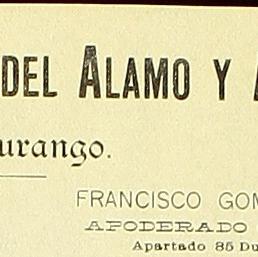 DEL ALAMO Y
urango.
FRANCISCO GOM
APODERADO
Apartado 85 Du